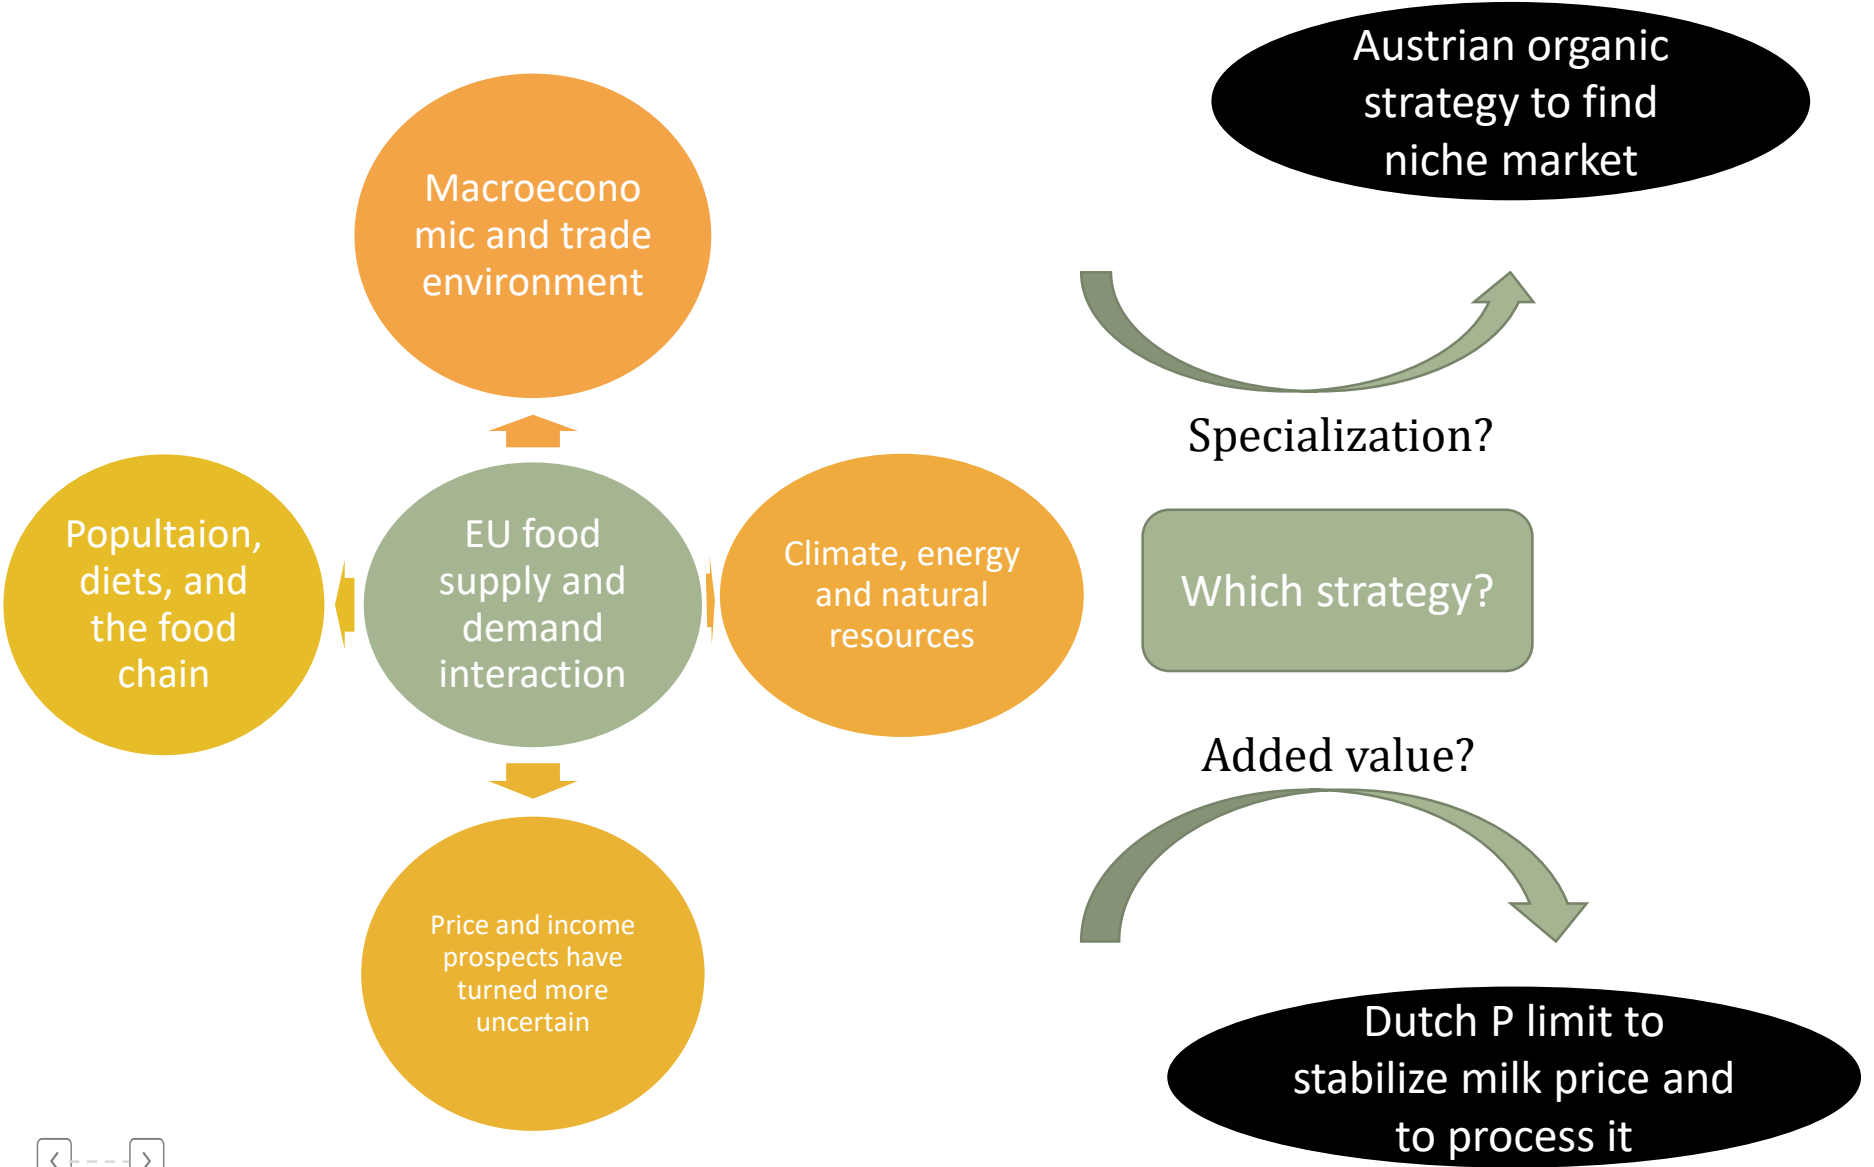 Macroecono
mic and trade
environment
Popultaion,
diets, and
the food
chain
EU food
supply and
demand
interaction
Climate, energy
and natural
resources
Price and income
prospects have
turned more
uncertain
Austrian organic
strategy to find
niche market
Specialization?
Which strategy?
Added value?
Dutch P limit to
stabilize milk price and
to process it